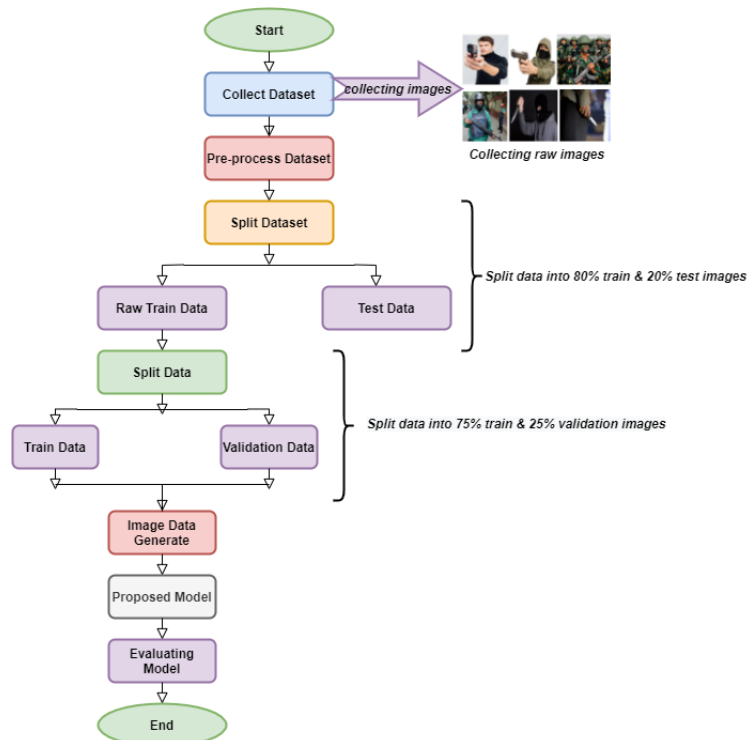 Start
Collect Dataset
collecting images
Collecting raw images
Pre-process Dataset
Split Dataset
Split data into 80% train & 20% test images
Raw Train Data
Test Data
Split Data
Split data into 75% train & 25% validation images
Train Data
Validation Data
Image Data
Generate
Proposed Model
Evaluating
Model
End